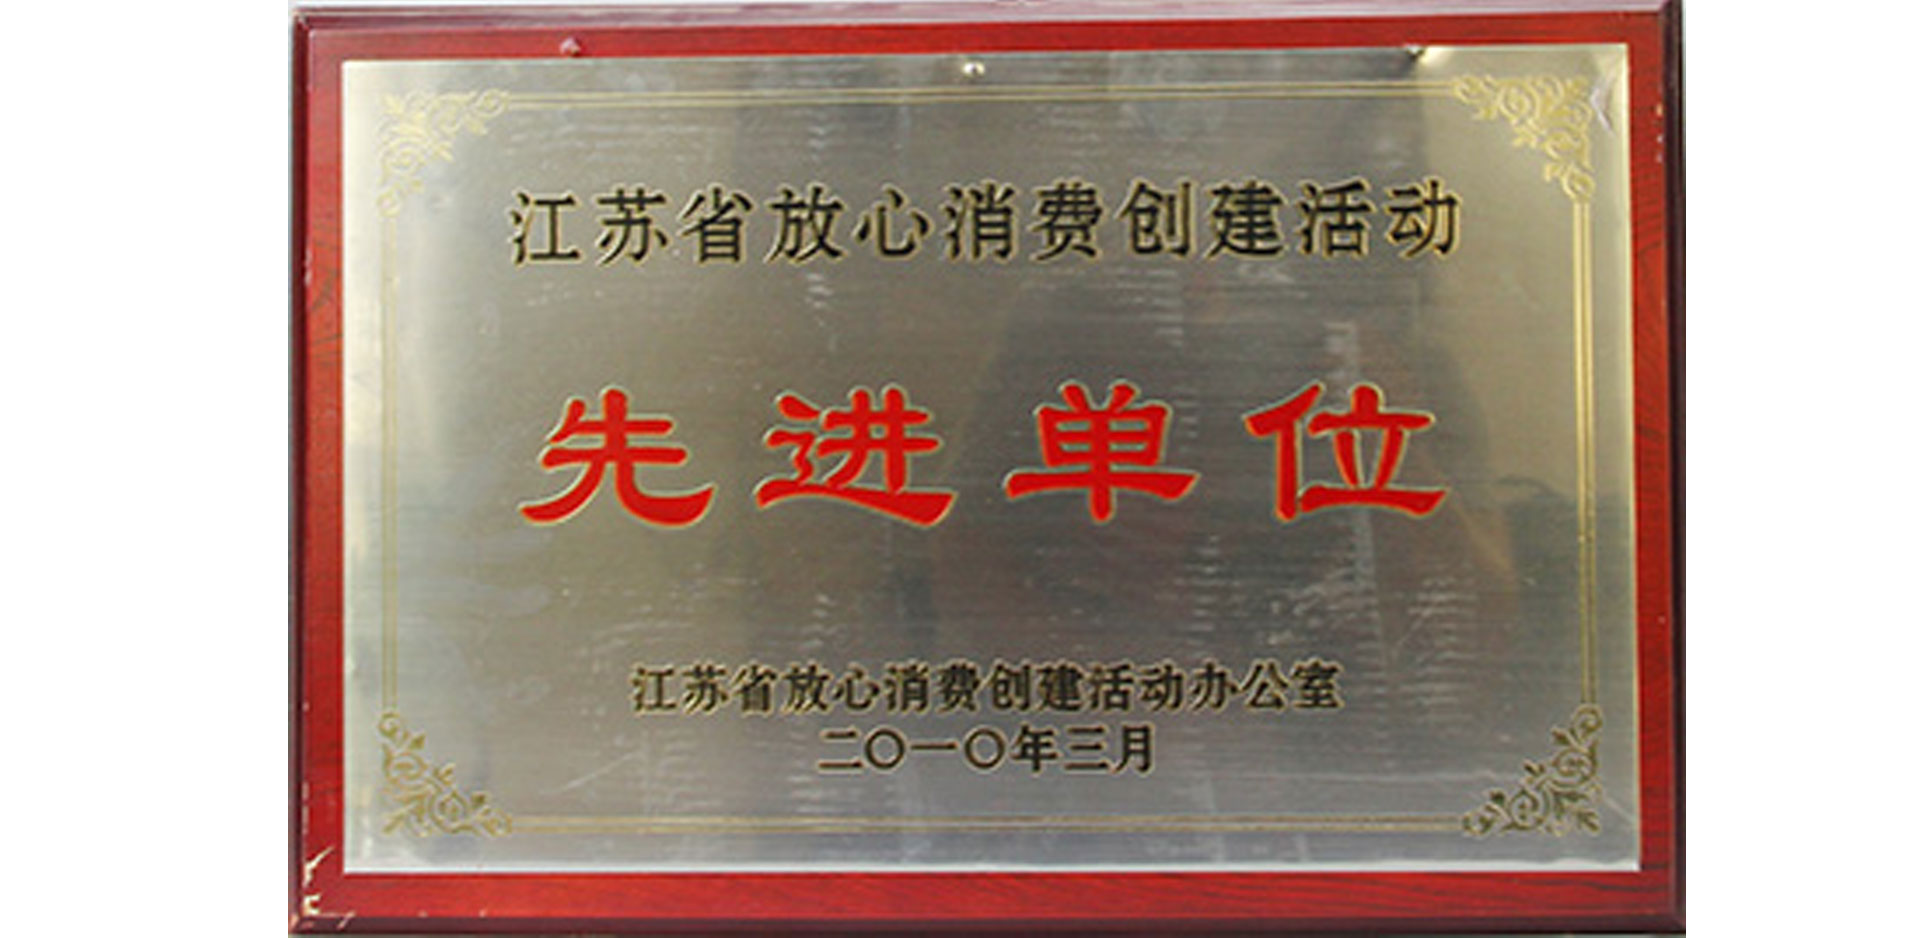 江苏省放心消费创建活动
先进单位
江苏省放心消费创建活动办公室
二〇一〇年三月